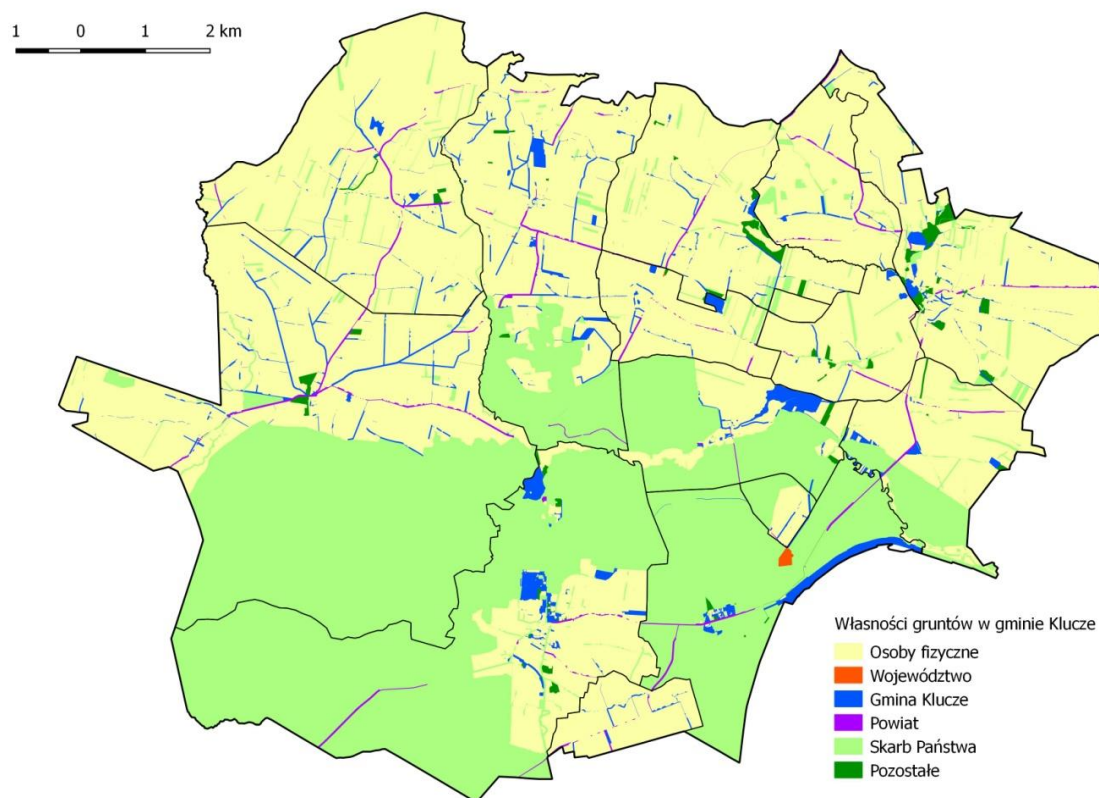 1 0 1 2 km
Własności gruntów w gminie Klucze
Osoby fizyczne
Województwo
Gmina Klucze
Powiat
Skarb Państwa
Pozostałe